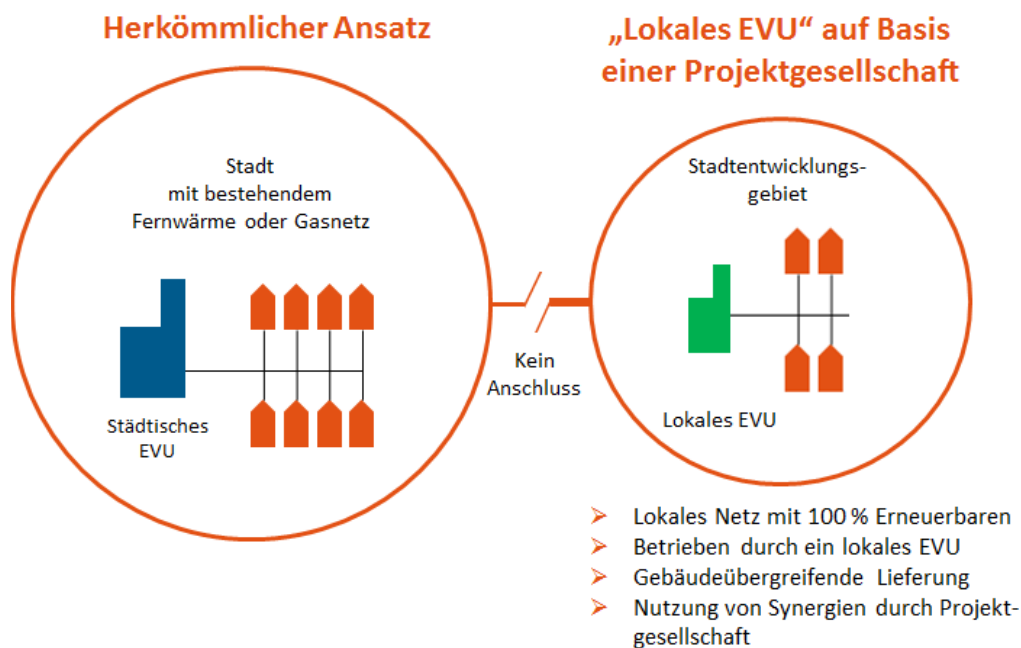 Herkömmlicher Ansatz
„Lokales EVU“ auf Basis
einer Projektgesellschaft
Stadt
mit bestehendem
Fernwärme oder Gasnetz
Städtisches
EVU
Kein
Anschluss
Stadtentwicklungs-
gebiet
Lokales EVU
➢ Lokales Netz mit 100 % Erneuerbaren
➢ Betrieben durch ein lokales EVU
➢ Gebäudeübergreifende Lieferung
➢ Nutzung von Synergien durch Projekt-
gesellschaft